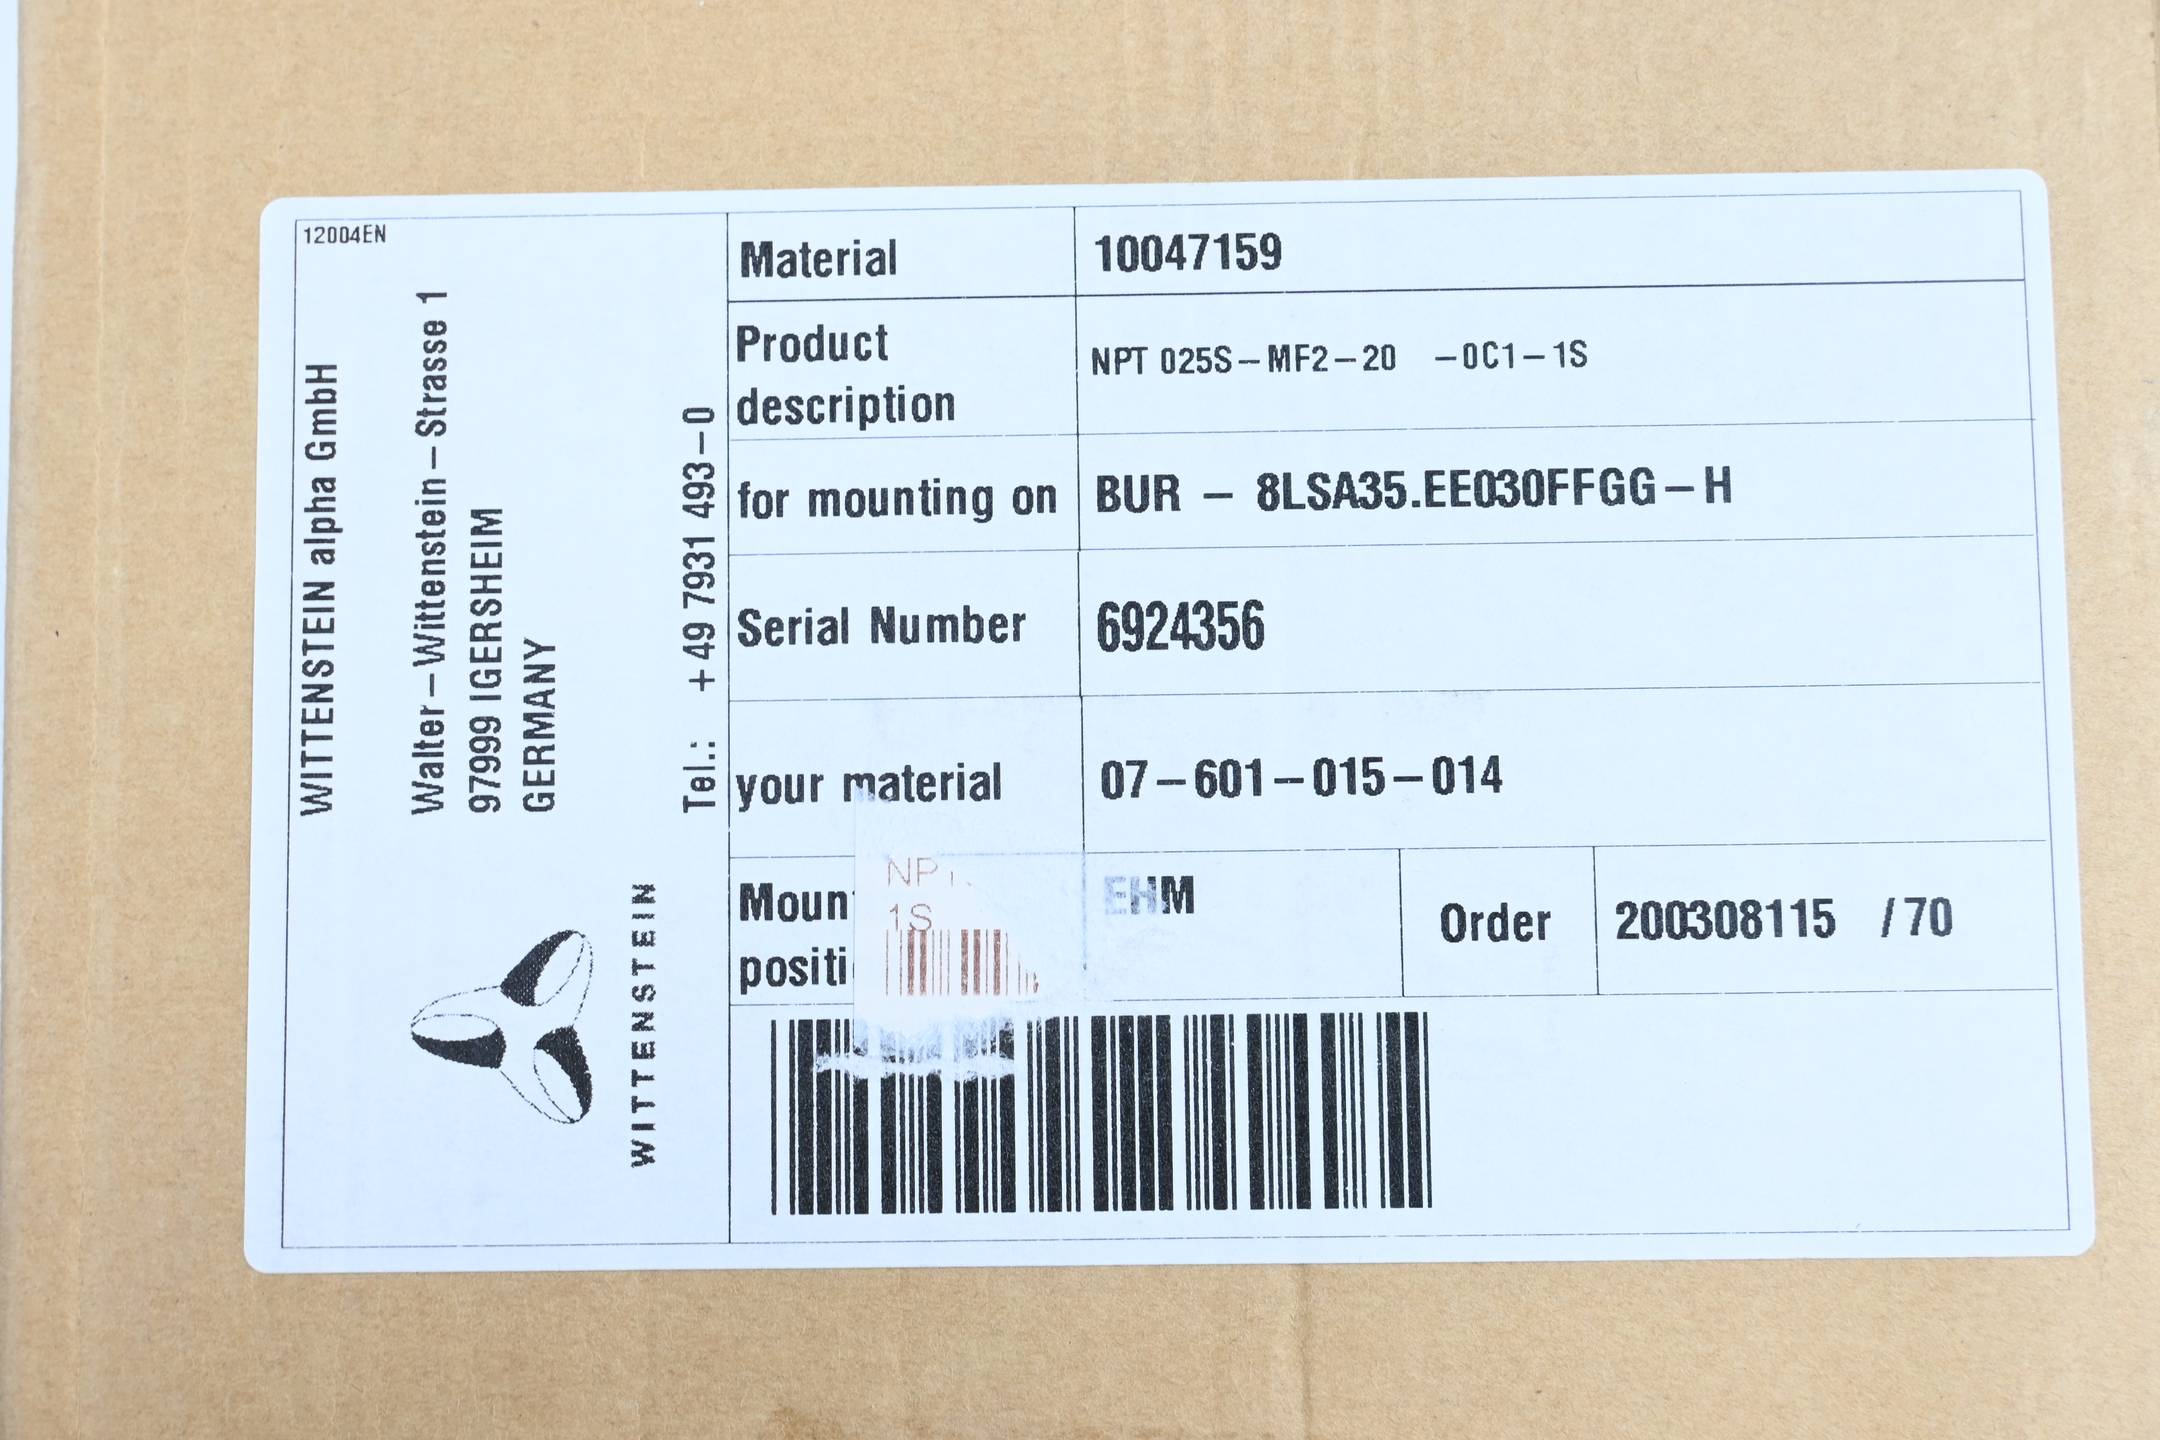 12004EN
WITTENSTEIN alpha GmbH
Walter-Wittenstein-Strasse 1
97999 IGERSHEIM
GERMANY
Tel.: +49 7931 493-0
WITTENSTEIN
Material 10047159
Product description NPT 025S-MF2-20 -0C1-1S
for mounting on BUR - 8LSA35.EE030FFGG-H
Serial Number 6924356
your material 07-601-015-014
Moun
positi
NP
1S
EHM
Order 200308115 /70